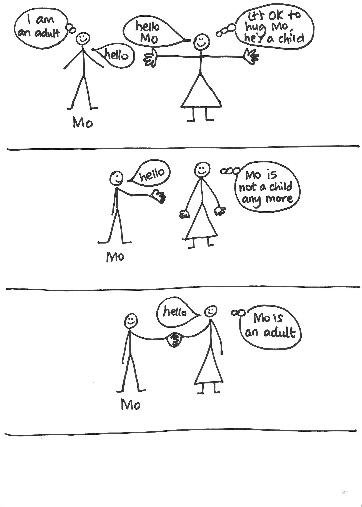 I am
an adult
hello
Mo
hello
Mo
it's OK to
hug Mo,
he's a child
hello
Mo
Mo is
not a child
any more
hello
Mo
Mo is
an adult